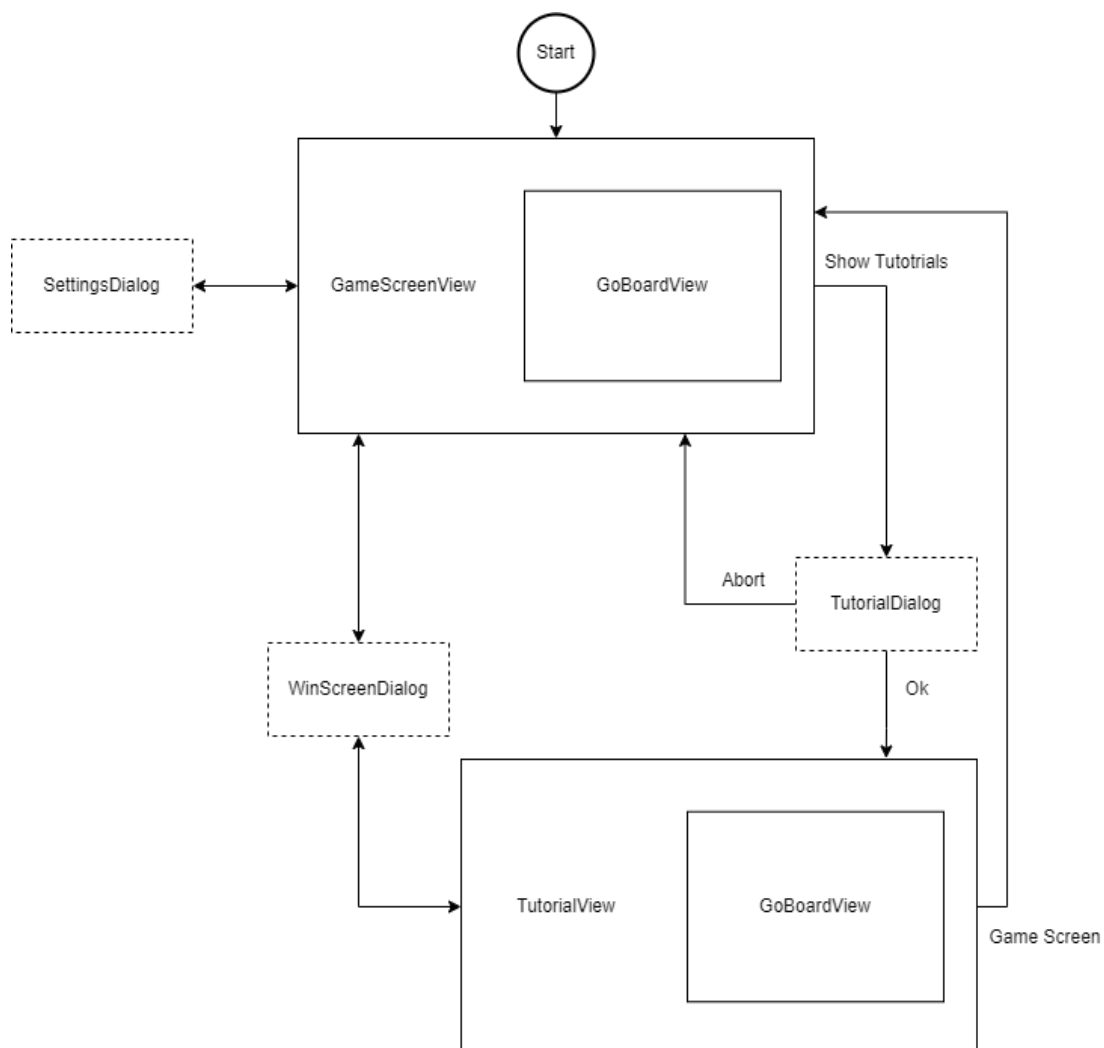 Start
SettingsDialog
GameScreenView
GoBoardView
Show Tutotrials
Abort
TutorialDialog
WinScreenDialog
Ok
TutorialView
GoBoardView
Game Screen